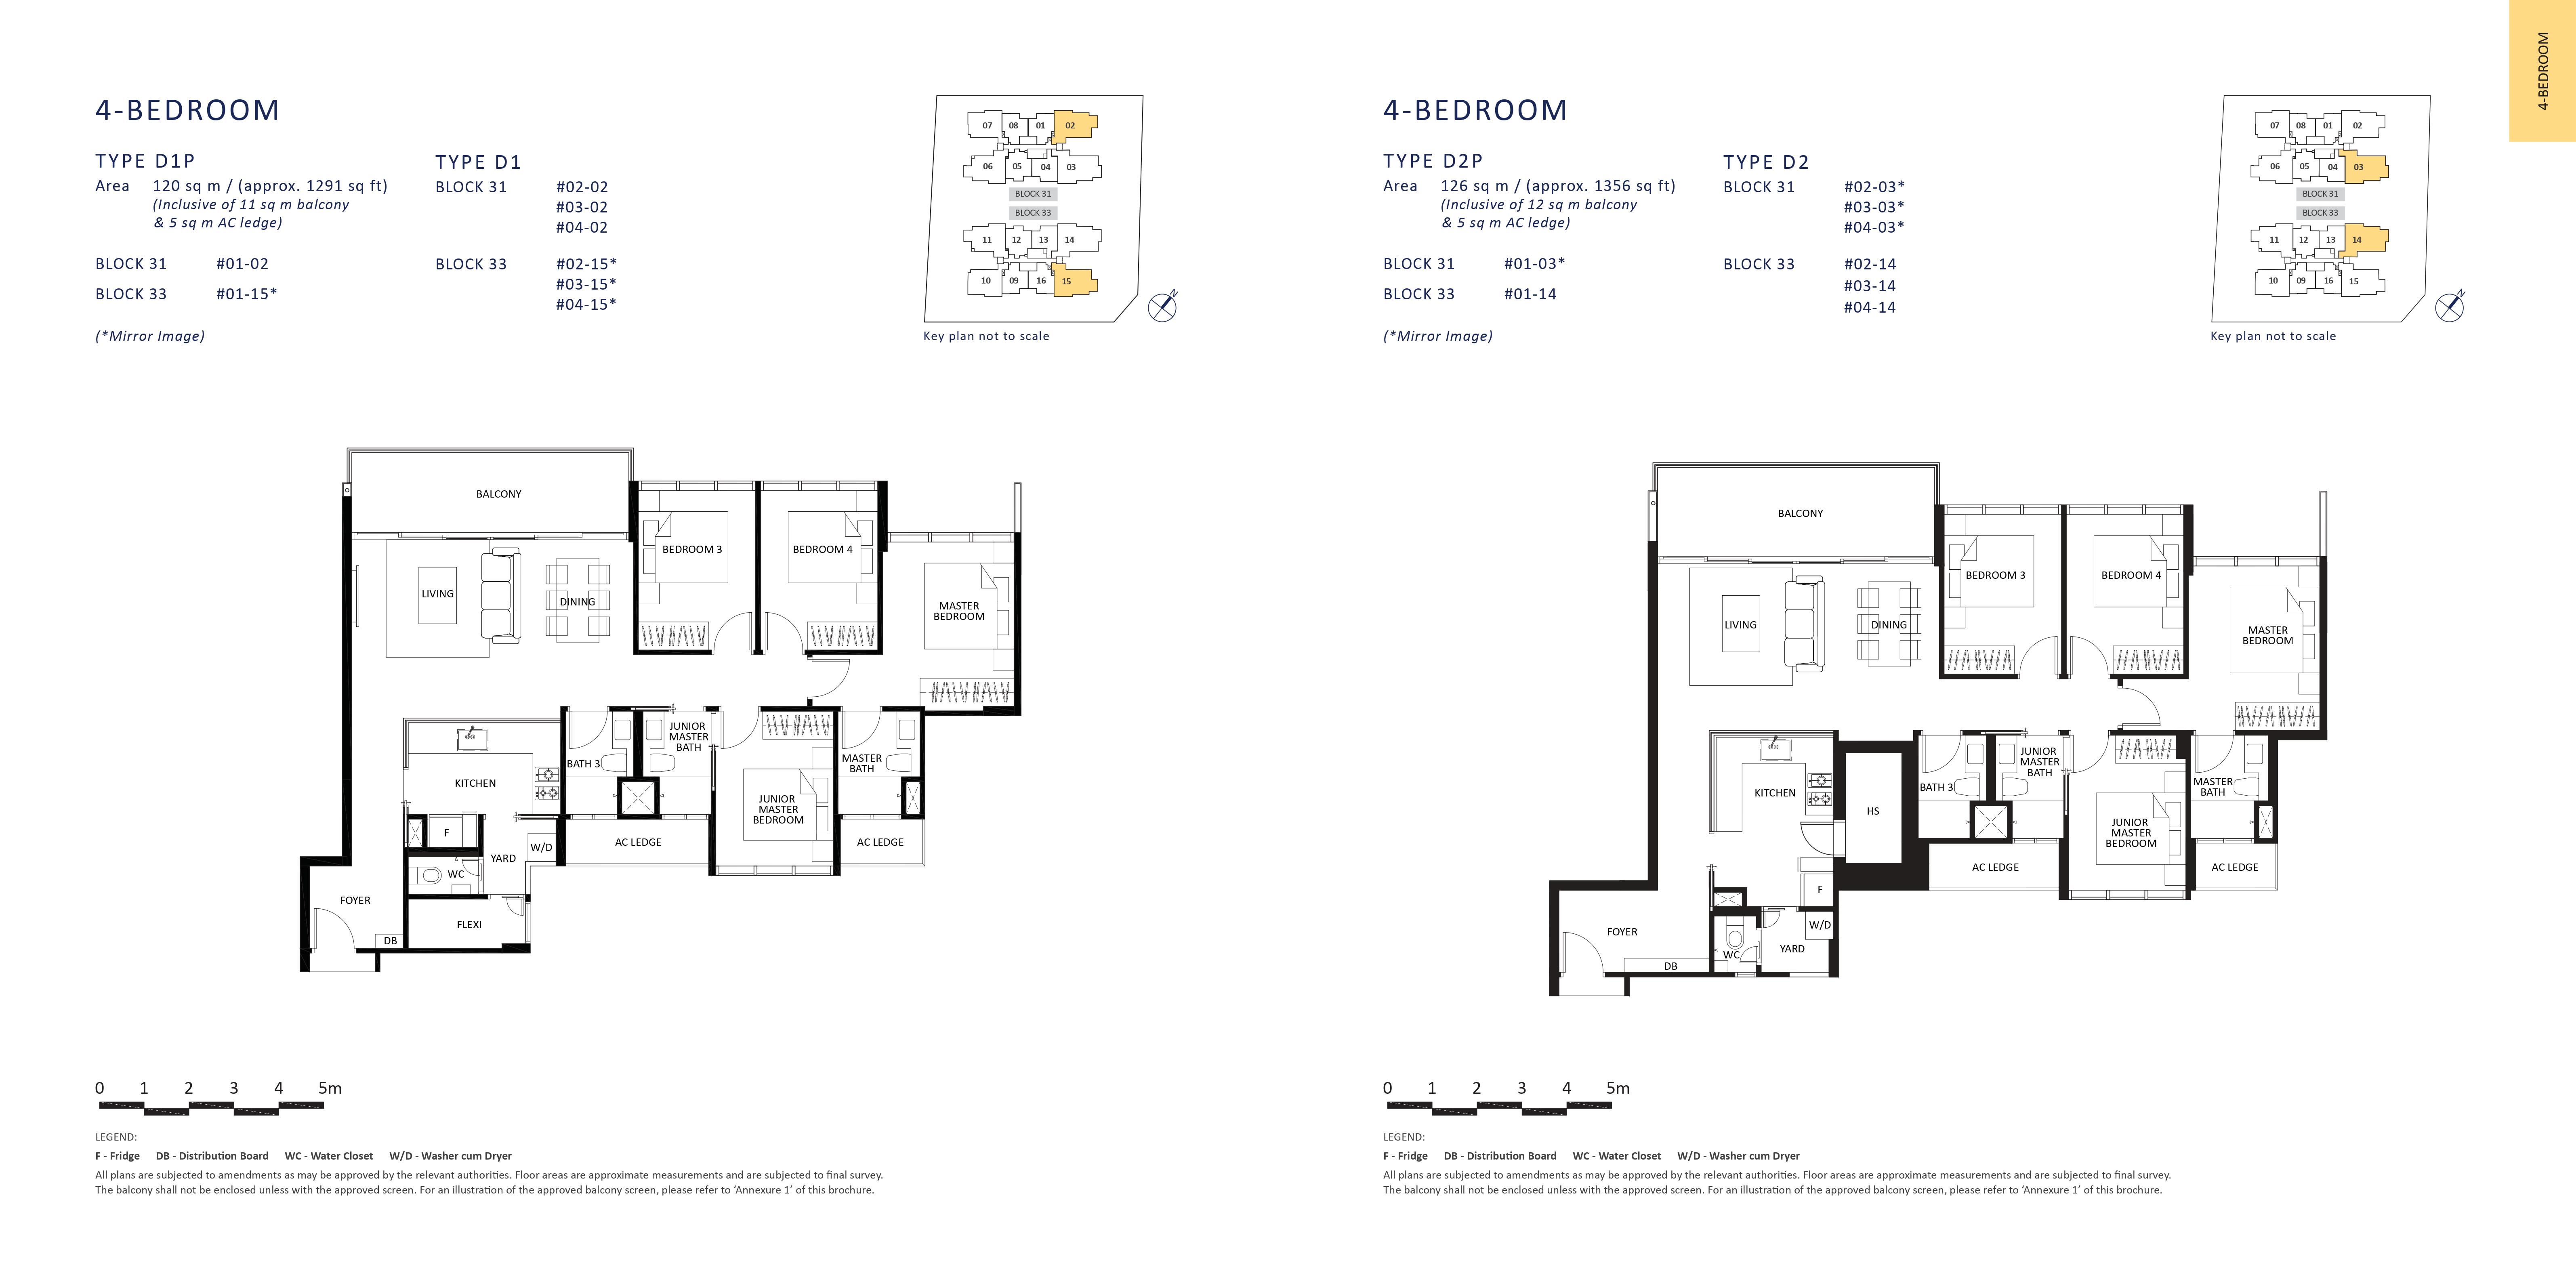 4-BEDROOM
4-BEDROOM
TYPE D1P
Area 120 sq m / (approx. 1291 sq ft)
(Inclusive of 11 sq m balcony
& 5 sq m AC ledge)
BLOCK 31 #01-02
BLOCK 33 #01-15*
(*Mirror Image)
TYPE D1
BLOCK 31 #02-02
#03-02
#04-02
BLOCK 33 #02-15*
#03-15*
#04-15*
07 08 01 02
06 05 04 03
BLOCK 31
BLOCK 33
11 12 13 14
10 09 16 15
N
Key plan not to scale
BALCONY
BEDROOM 3
BEDROOM 4
LIVING
DINING
MASTER
BEDROOM
JUNIOR
MASTER
BATH
KITCHEN
BATH 3
MASTER
BATH
JUNIOR
MASTER
BEDROOM
F
YARD
W/D
AC LEDGE
AC LEDGE
WC
FOYER
FLEXI
DB
0 1 2 3 4 5m
LEGEND:
F - Fridge DB - Distribution Board WC - Water Closet W/D - Washer cum Dryer
All plans are subjected to amendments as may be approved by the relevant authorities. Floor areas are approximate measurements and are subjected to final survey.
The balcony shall not be enclosed unless with the approved screen. For an illustration of the approved balcony screen, please refer to ‘Annexure 1’ of this brochure.
4-BEDROOM
TYPE D2P
Area 126 sq m / (approx. 1356 sq ft)
(Inclusive of 12 sq m balcony
& 5 sq m AC ledge)
BLOCK 31 #01-03*
BLOCK 33 #01-14
(*Mirror Image)
TYPE D2
BLOCK 31 #02-03*
#03-03*
#04-03*
BLOCK 33 #02-14
#03-14
#04-14
07 08 01 02
06 05 04 03
BLOCK 31
BLOCK 33
11 12 13 14
10 09 16 15
N
Key plan not to scale
BALCONY
BEDROOM 3
BEDROOM 4
LIVING
DINING
MASTER
BEDROOM
JUNIOR
MASTER
BATH
KITCHEN
HS
BATH 3
MASTER
BATH
JUNIOR
MASTER
BEDROOM
AC LEDGE
AC LEDGE
F
W/D
FOYER
WC
YARD
DB
0 1 2 3 4 5m
LEGEND:
F - Fridge DB - Distribution Board WC - Water Closet W/D - Washer cum Dryer
All plans are subjected to amendments as may be approved by the relevant authorities. Floor areas are approximate measurements and are subjected to final survey.
The balcony shall not be enclosed unless with the approved screen. For an illustration of the approved balcony screen, please refer to ‘Annexure 1’ of this brochure.